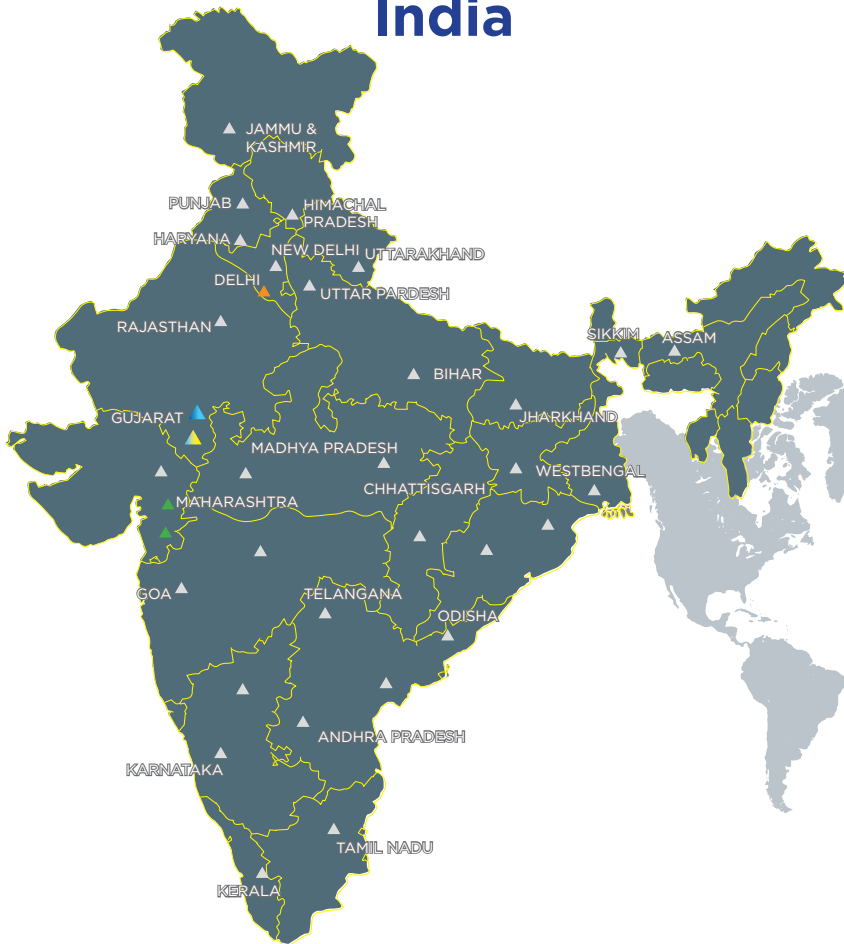 India
JAMMU &
KASHMIR
PUNJAB
HIMACHAL
PRADESH
HARYANA
NEW DELHI
UTTARAKHAND
DELHI
UTTAR PARDESH
RAJASTHAN
SIKKIM
ASSAM
BIHAR
GUJARAT
JHARKHAND
MADHYA PRADESH
WESTBENGAL
CHHATTISGARH
MAHARASHTRA
GOA
TELANGANA
ODISHA
ANDHRA PRADESH
KARNATAKA
TAMIL NADU
KERALA